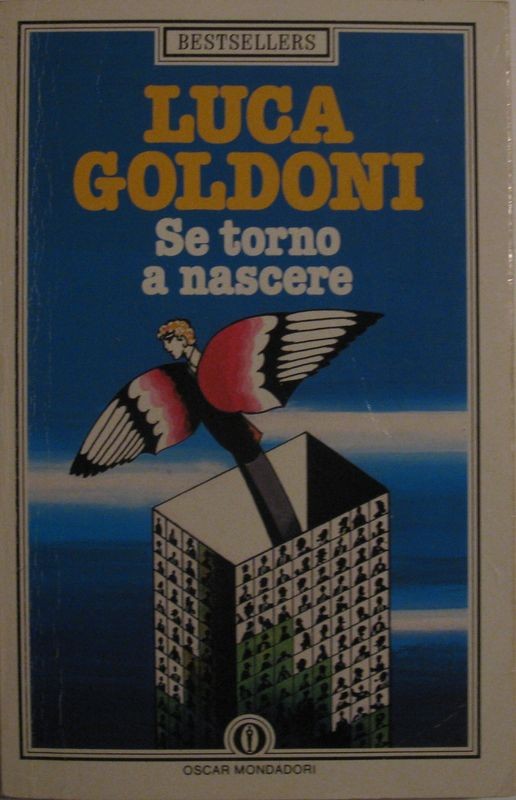 BESTSELLERS
LUCA
GOLDONI
Se torno
a nascere
OSCAR MONDADORI